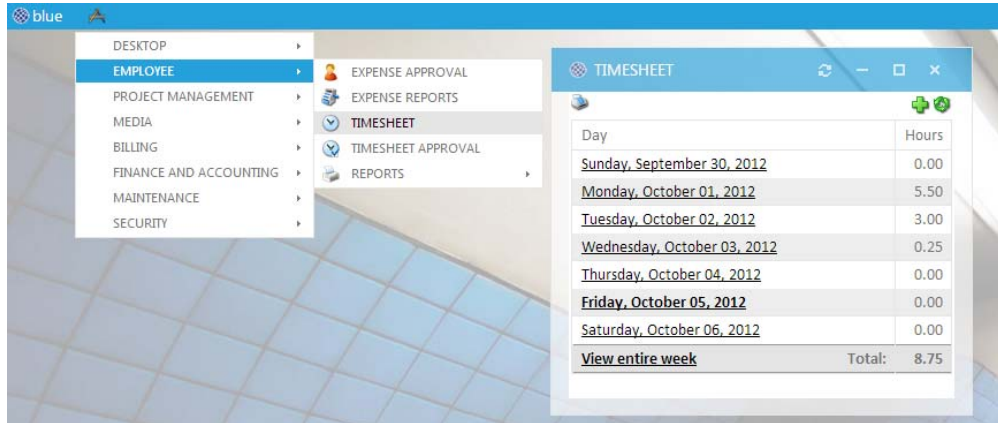 blue
DESKTOP
EMPLOYEE
PROJECT MANAGEMENT
MEDIA
BILLING
FINANCE AND ACCOUNTING
MAINTENANCE
SECURITY
EXPENSE APPROVAL
EXPENSE REPORTS
TIMESHEET
TIMESHEET APPROVAL
REPORTS
TIMESHEET
Day Hours
Sunday, September 30, 2012 0.00
Monday, October 01, 2012 5.50
Tuesday, October 02, 2012 3.00
Wednesday, October 03, 2012 0.25
Thursday, October 04, 2012 0.00
Friday, October 05, 2012 0.00
Saturday, October 06, 2012 0.00
View entire week Total: 8.75